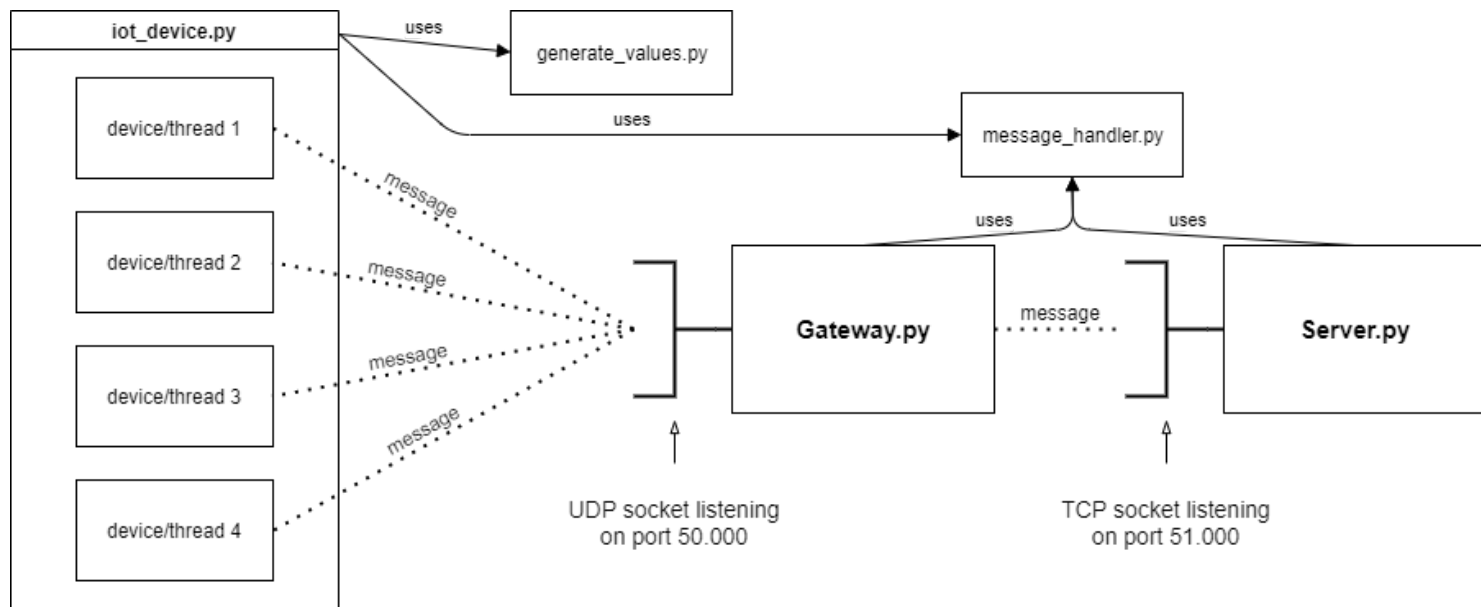 iot_device.py
uses
generate_values.py
device/thread 1
uses
message_handler.py
message
uses
uses
device/thread 2
message
Gateway.py
message
Server.py
message
device/thread 3
message
UDP socket listening
on port 50.000
TCP socket listening
on port 51.000
device/thread 4